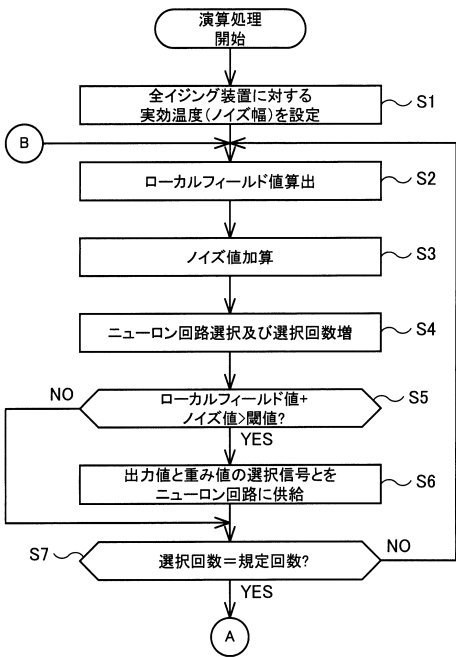 演算処理
開始
全イジング装置に対する
実効温度(ノイズ幅)を設定
S1
B
ローカルフィールド値算出
S2
ノイズ値加算
S3
ニューロン回路選択及び選択回数増
S4
NO
ローカルフィールド値+
ノイズ値>閾値?
S5
YES
出力値と重み値の選択信号とを
ニューロン回路に供給
S6
S7
選択回数=規定回数?
NO
YES
A